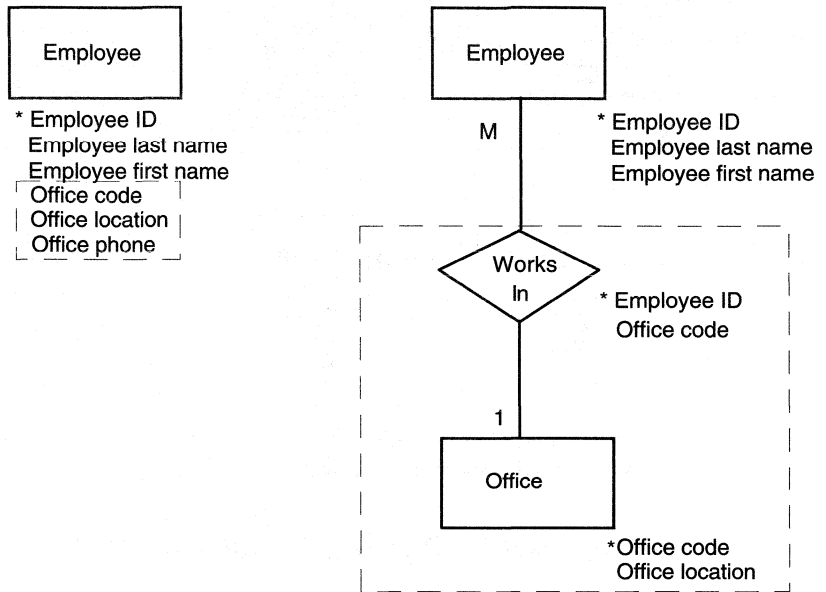 Employee
* Employee ID
Employee last name
Employee first name
Office code
Office location
Office phone
Employee
M
* Employee ID
Employee last name
Employee first name
Works
In
* Employee ID
Office code
1
Office
*Office code
Office location